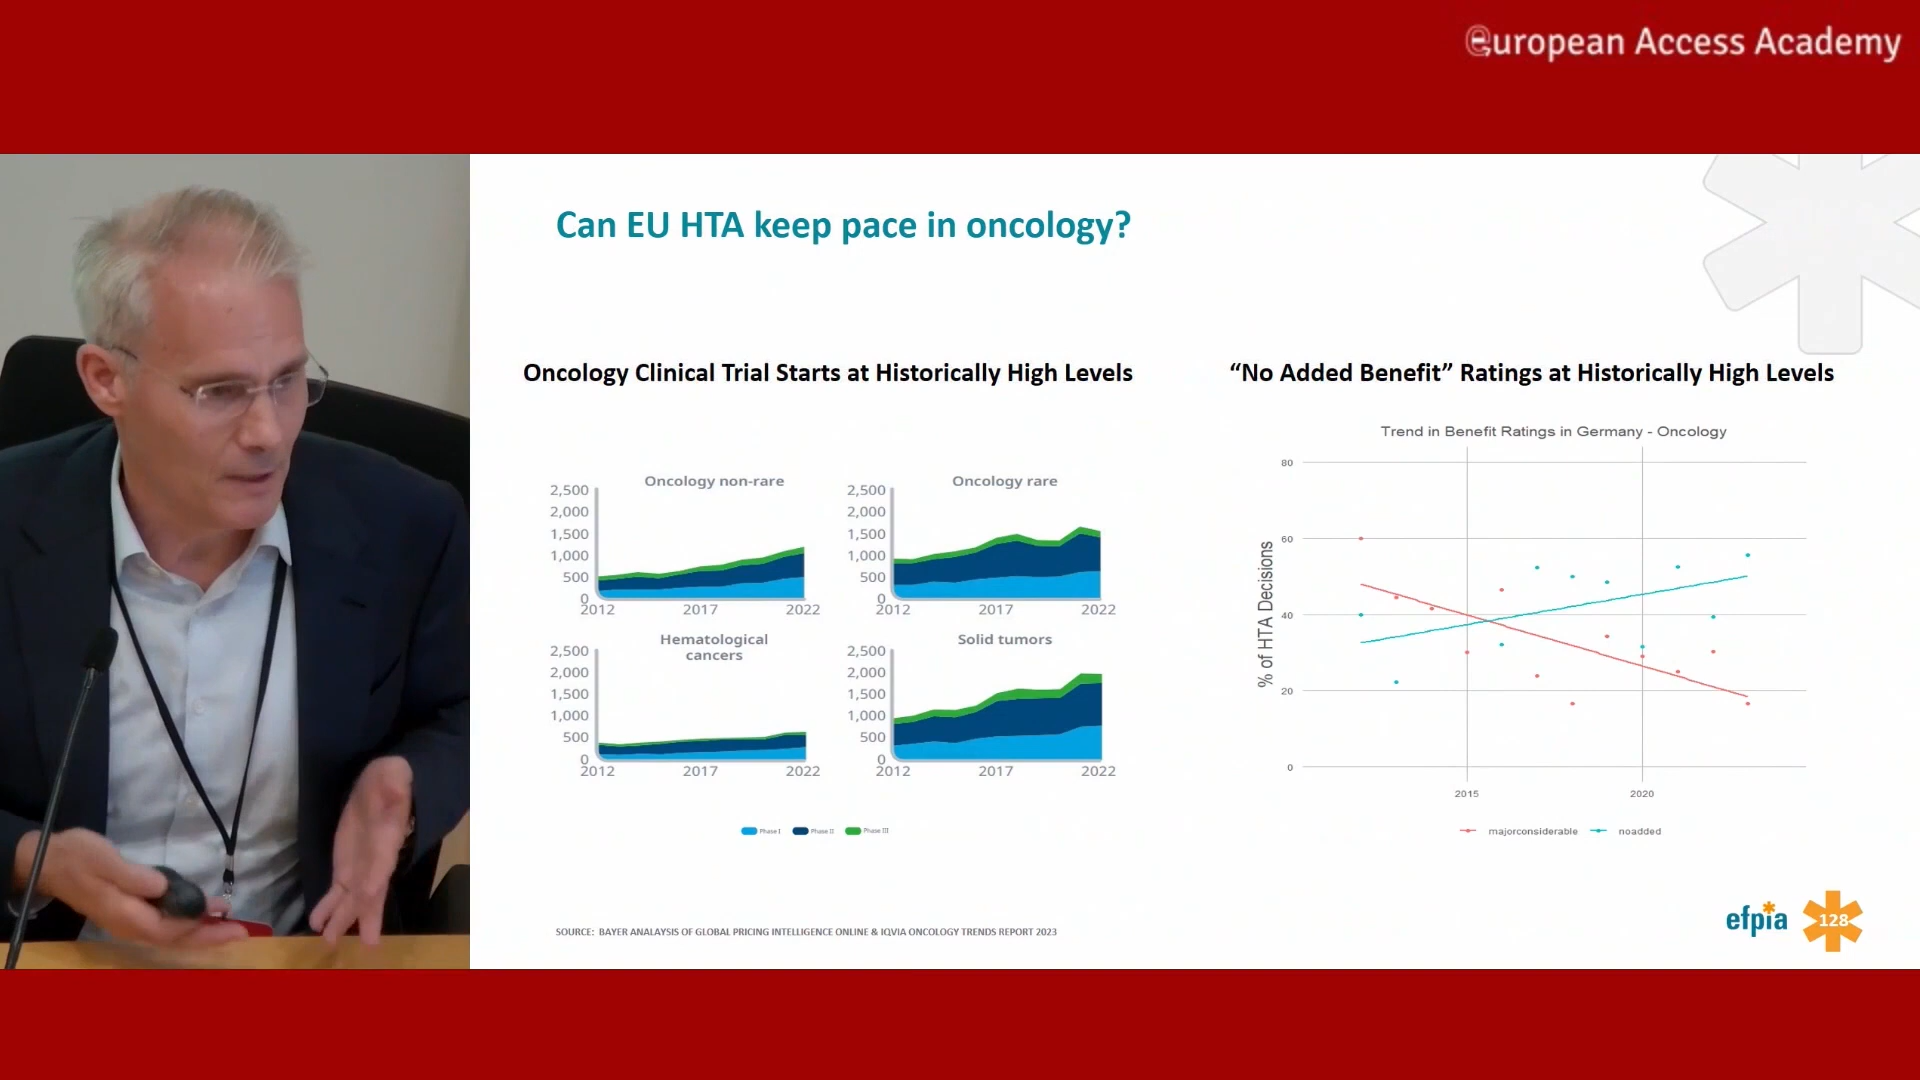 European Access Academy
Can EU HTA keep pace in oncology?
Oncology Clinical Trial Starts at Historically High Levels
Oncology non-rare
2,500
2,000
1,500
1,000
500
0
2012 2017 2022
Oncology rare
2,500
2,000
1,500
1,000
500
0
2012 2017 2022
Hematological
cancers
2,500
2,000
1,500
1,000
500
0
2012 2017 2022
Solid tumors
2,500
2,000
1,500
1,000
500
0
2012 2017 2022
Phase I Phase II Phase III
“No Added Benefit” Ratings at Historically High Levels
Trend in Benefit Ratings in Germany - Oncology
% of HTA Decisions
80
60
40
20
0
2015 2020
majorconsiderable noadded
SOURCE: BAYER ANALAYSIS OF GLOBAL PRICING INTELLIGENCE ONLINE & IQVIA ONCOLOGY TRENDS REPORT 2023
efpia
128